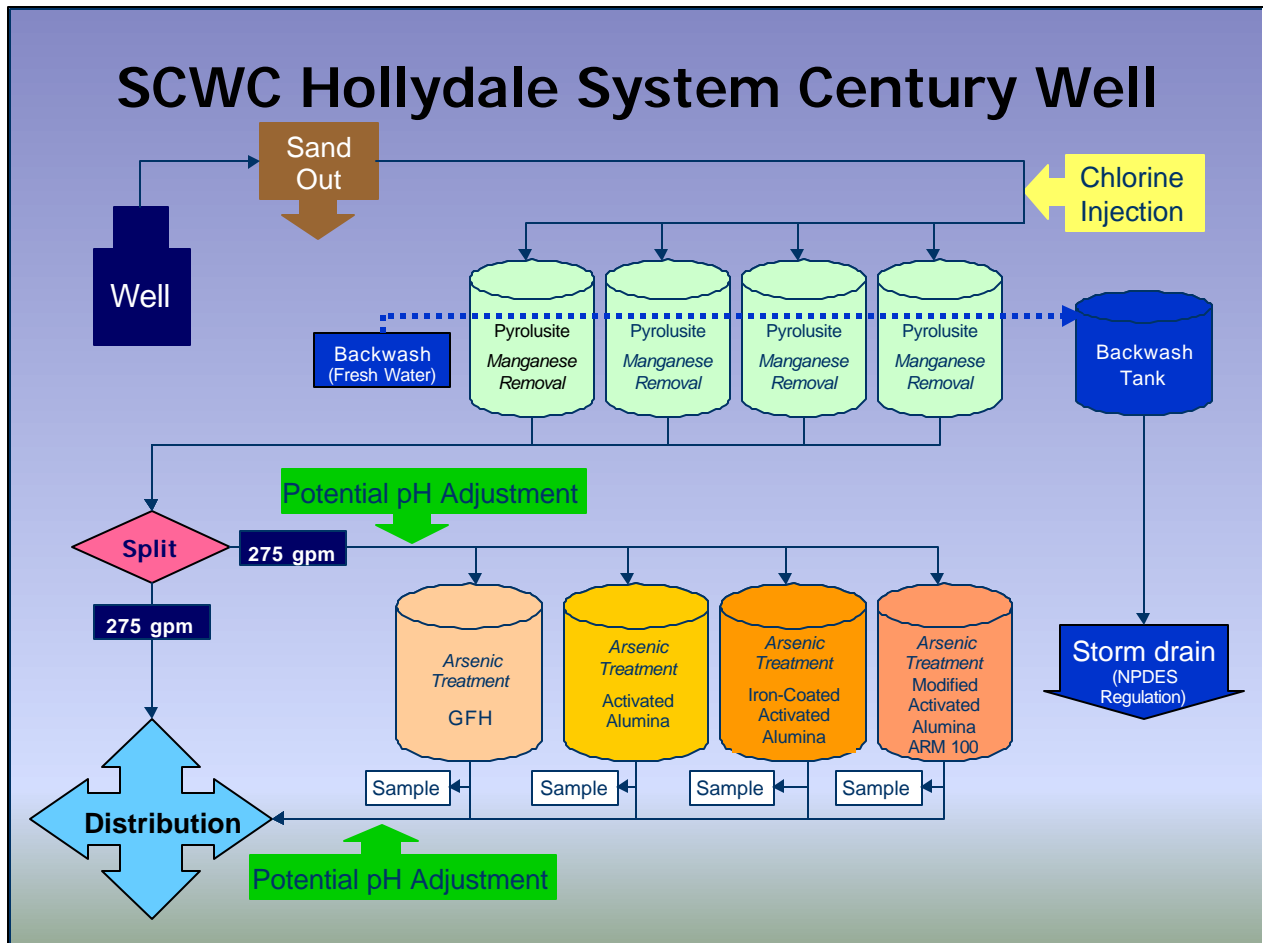 SCWC Hollydale System Century Well
Sand
Out
Chlorine
Injection
Well
Pyrolusite
Manganese
Removal
Pyrolusite
Manganese
Removal
Pyrolusite
Manganese
Removal
Pyrolusite
Manganese
Removal
Backwash
(Fresh Water)
Backwash
Tank
Potential pH Adjustment
Split
275 gpm
275 gpm
Arsenic
Treatment
GFH
Arsenic
Treatment
Activated
Alumina
Arsenic
Treatment
Iron-Coated
Activated
Alumina
Arsenic
Treatment
Modified
Activated
Alumina
ARM 100
Storm drain
(NPDES
Regulation)
Sample
Sample
Sample
Sample
Distribution
Potential pH Adjustment